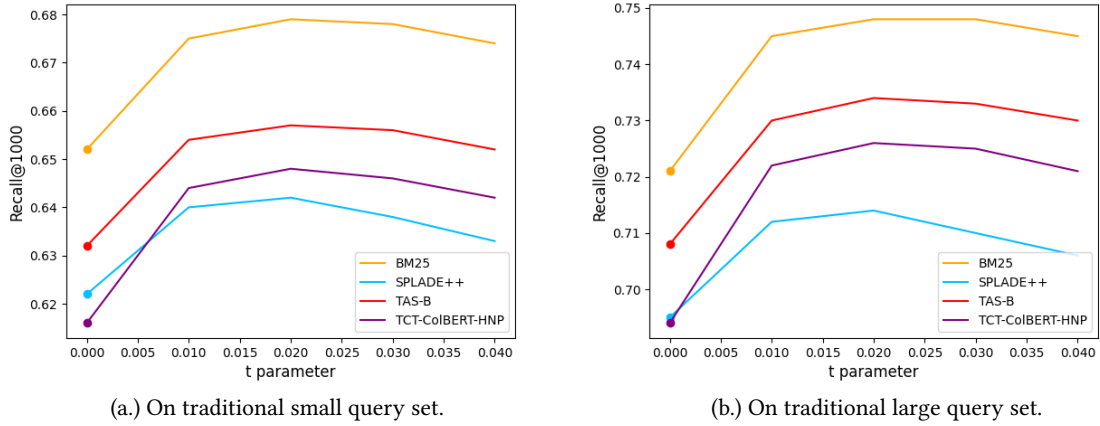 0.68
0.67
0.66
0.65
0.64
0.63
0.62
Recall@1000
0.000 0.005 0.010 0.015 0.020 0.025 0.030 0.035 0.040
t parameter
BM25
SPLADE++
TAS-B
TCT-ColBERT-HNP
(a.) On traditional small query set.
0.75
0.74
0.73
0.72
0.71
0.70
Recall@1000
0.000 0.005 0.010 0.015 0.020 0.025 0.030 0.035 0.040
t parameter
BM25
SPLADE++
TAS-B
TCT-ColBERT-HNP
(b.) On traditional large query set.